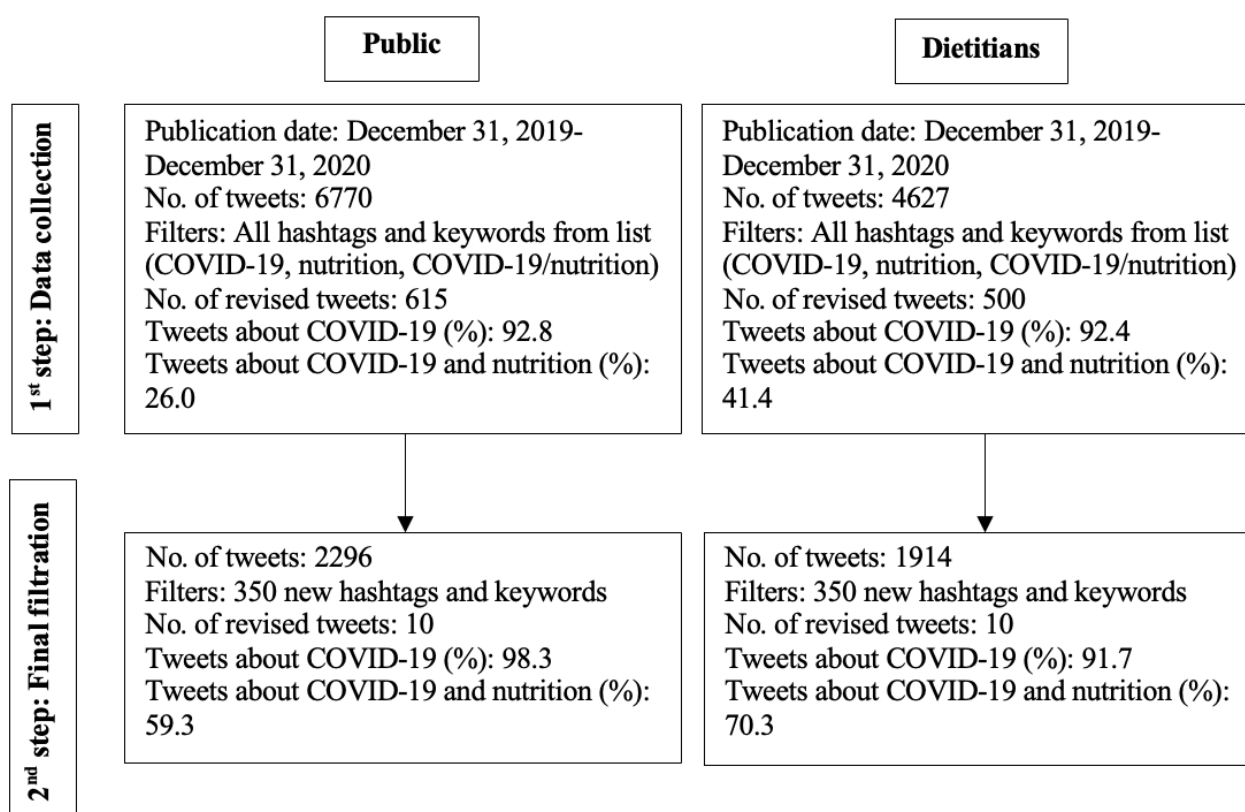 Public
Dietitians
1st step: Data collection
Publication date: December 31, 2019-
December 31, 2020
No. of tweets: 6770
Filters: All hashtags and keywords from list
(COVID-19, nutrition, COVID-19/nutrition)
No. of revised tweets: 615
Tweets about COVID-19 (%): 92.8
Tweets about COVID-19 and nutrition (%):
26.0
Publication date: December 31, 2019-
December 31, 2020
No. of tweets: 4627
Filters: All hashtags and keywords from list
(COVID-19, nutrition, COVID-19/nutrition)
No. of revised tweets: 500
Tweets about COVID-19 (%): 92.4
Tweets about COVID-19 and nutrition (%):
41.4
2nd step: Final filtration
No. of tweets: 2296
Filters: 350 new hashtags and keywords
No. of revised tweets: 10
Tweets about COVID-19 (%): 98.3
Tweets about COVID-19 and nutrition (%):
59.3
No. of tweets: 1914
Filters: 350 new hashtags and keywords
No. of revised tweets: 10
Tweets about COVID-19 (%): 91.7
Tweets about COVID-19 and nutrition (%):
70.3